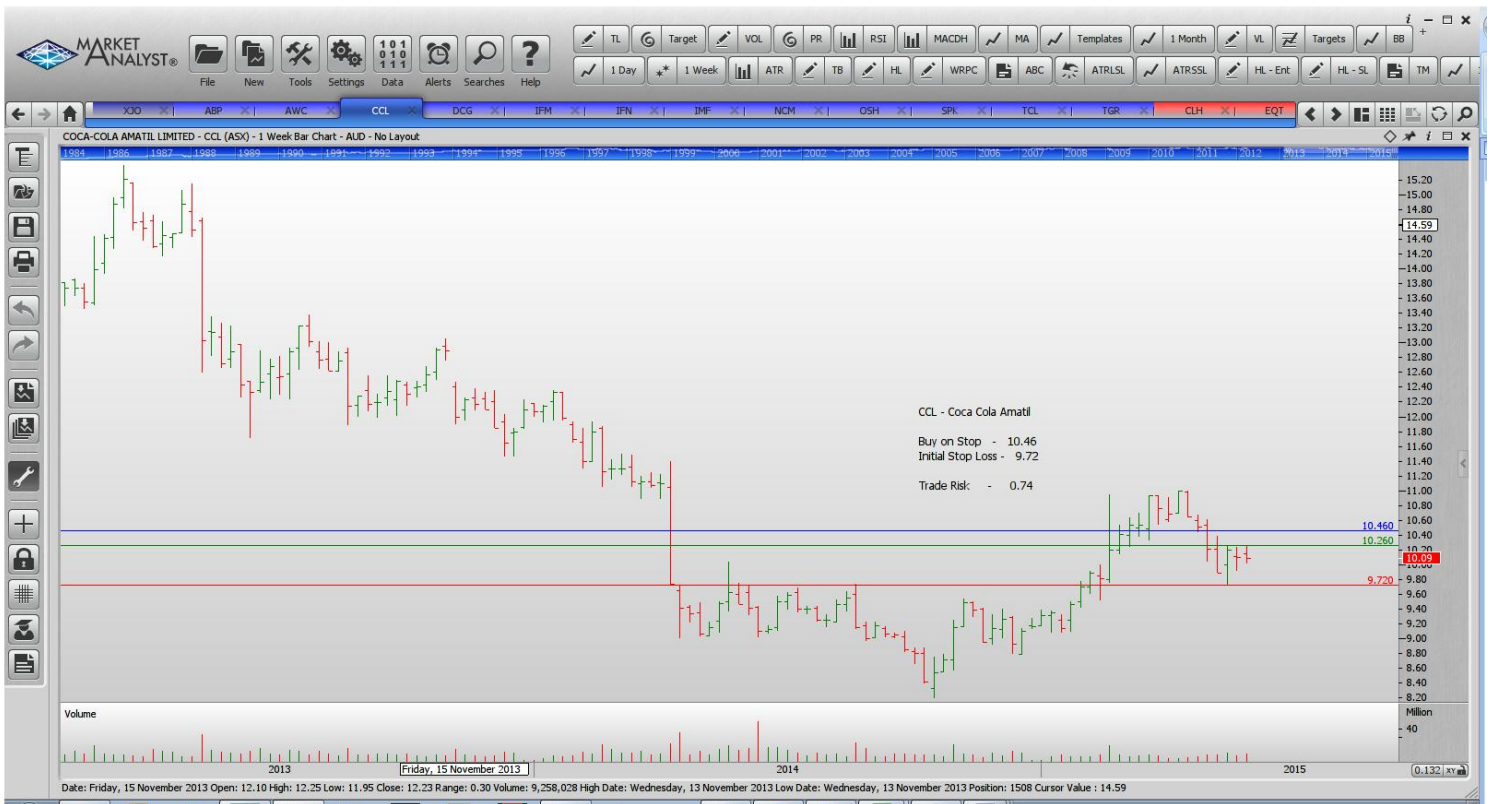 MARKET
ANALYST®
File New Tools Settings Data Alerts Searches Help
101
010
111
TL Target VOL PR RSI MACDH MA Templates 1 Month VL Targets BB
1 Day 1 Week ATR TB HL WRPC ABC ATRLSL ATRSSL HL - Ent HL - SL TM
XJO ABP AWC CCL DCG IFM IFN IMF NCM OSH SPK TCL TGR CLH EQT
COCA-COLA AMATIL LIMITED - CCL (ASX) - 1 Week Bar Chart - AUD - No Layout
1984 1986 1987 1988 1989 1990 1991 1992 1993 1994 1995 1996 1997 1998 1999 2000 2001 2002 2003 2004 2005 2006 2007 2008 2009 2010 2011 2012 2013 2014 2015
15.20
15.00
14.80
14.59
14.40
14.20
14.00
13.80
13.60
13.40
13.20
13.00
12.80
12.60
12.40
12.20
12.00
CCL - Coca Cola Amatil
11.80
Buy on Stop - 10.46
11.60
Initial Stop Loss - 9.72
11.40
11.20
Trade Risk - 0.74
11.00
10.80
10.60
10.460
10.40
10.260
10.20
10.09
10.00
9.720
9.80
9.60
9.40
9.20
9.00
8.80
8.60
8.40
8.20
Volume
Million
40
2013 Friday, 15 November 2013 2014 2015
0.132 XY
Date: Friday, 15 November 2013 Open: 12.10 High: 12.25 Low: 11.95 Close: 12.23 Range: 0.30 Volume: 9,258,028 High Date: Wednesday, 13 November 2013 Low Date: Wednesday, 13 November 2013 Position: 1508 Cursor Value : 14.59